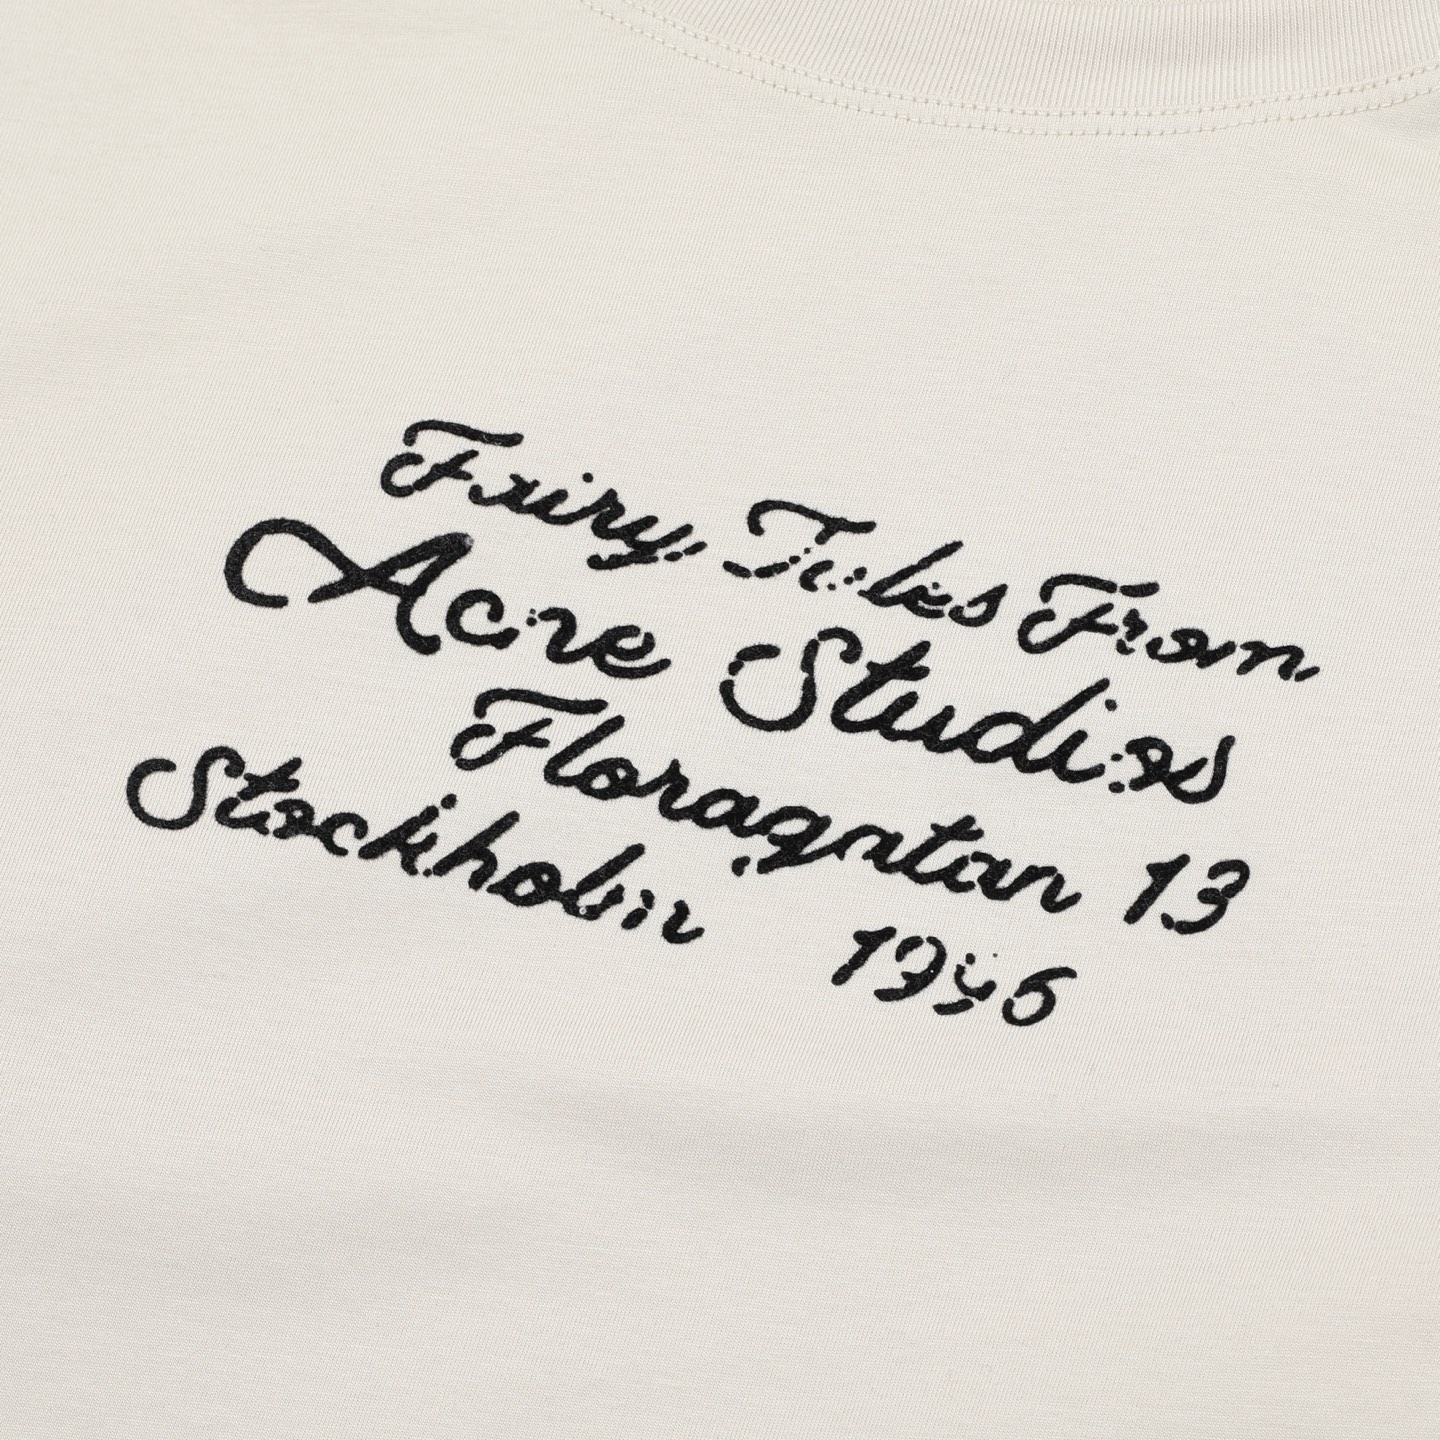 Fairy Tales From
Acne Studios
Floragatan 13
Stockholm 1996